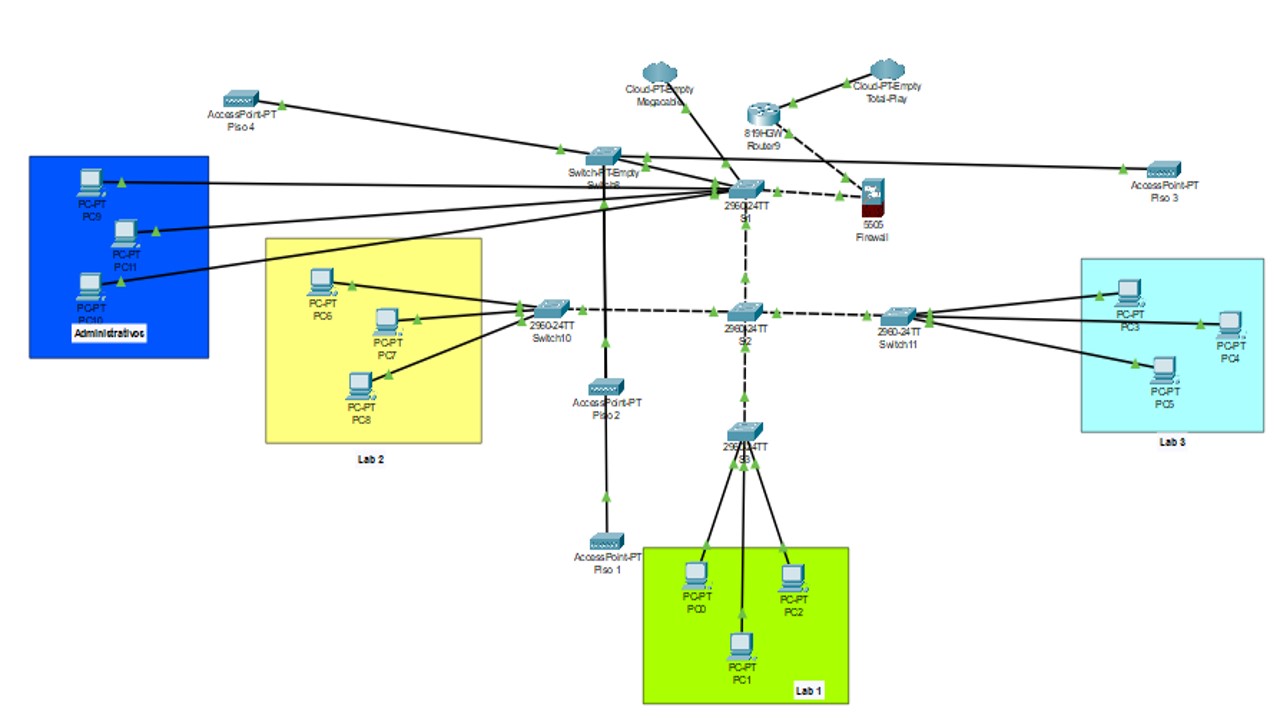 Cloud-PT-Empty
Megacable
Cloud-PT-Empty
Total-Play
AccessPoint-PT
Piso 4
819HGW
Router9
Switch-PT-Empty
Switch8
AccessPoint-PT
Piso 3
PC-PT
PC9
2960-24TT
S1
5505
Firewall
PC-PT
PC11
PC-PT
PC10
Administrativos
PC-PT
PC6
PC-PT
PC7
PC-PT
PC8
Lab 2
2960-24TT
Switch10
2960-24TT
S2
2960-24TT
Switch11
PC-PT
PC3
PC-PT
PC4
PC-PT
PC5
Lab 3
AccessPoint-PT
Piso 2
2960-24TT
S3
AccessPoint-PT
Piso 1
PC-PT
PC0
PC-PT
PC2
PC-PT
PC1
Lab 1